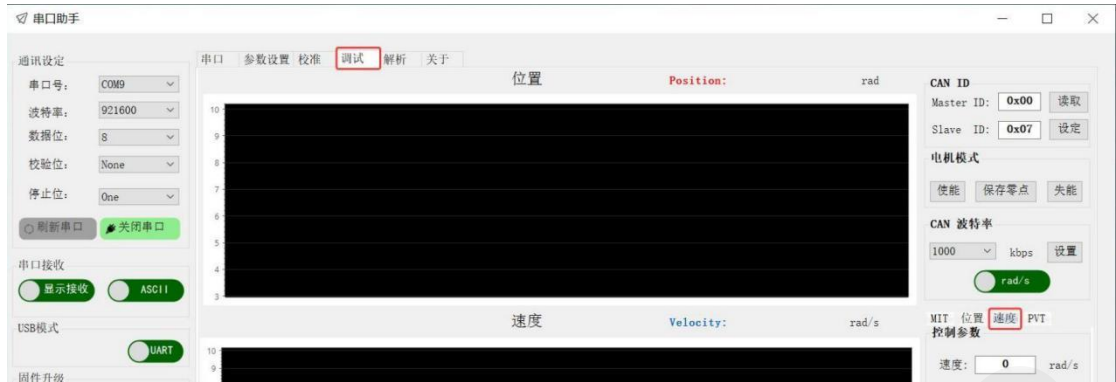 串口助手
通讯设定
串口号: COM9
波特率: 921600
数据位: 8
校验位: None
停止位: One
刷新串口 关闭串口
串口接收
显示接收 ASCII
USB模式
UART
固件升级
串口 参数设置 校准 调试 解析 关于
位置 Position: rad
10
9
8
7
6
5
4
3
速度 Velocity: rad/s
10
9
CAN ID
Master ID: 0x00 读取
Slave ID: 0x07 设定
电机模式
使能 保存零点 失能
CAN 波特率
1000 kbps 设置
rad/s
MIT 位置 速度 PVT
控制参数
速度: 0 rad/s